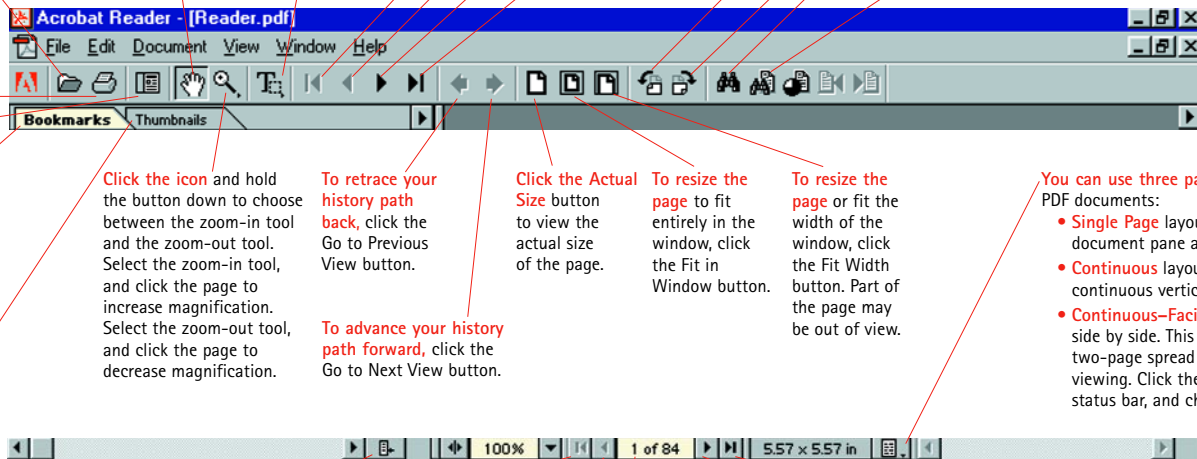 Acrobat Reader - [Reader.pdf]
File Edit Document View Window Help
Bookmarks Thumbnails
Click the icon and hold
the button down to choose
between the zoom-in tool
and the zoom-out tool.
Select the zoom-in tool,
and click the page to
increase magnification.
Select the zoom-out tool,
and click the page to
decrease magnification.
To retrace your
history path
back, click the
Go to Previous
View button.
To advance your history
path forward, click the
Go to Next View button.
Click the Actual
Size button
to view the
actual size
of the page.
To resize the
page to fit
entirely in the
window, click
the Fit in
Window button.
To resize the
page or fit the
width of the
window, click
the Fit Width
button. Part of
the page may
be out of view.
You can use three
PDF documents:
• Single Page
document pane
• Continuous
continuous
• Continuous–
side by side. This
two-page spread
viewing. Click
status bar, and
100% 1 of 84 5.57 x 5.57 in